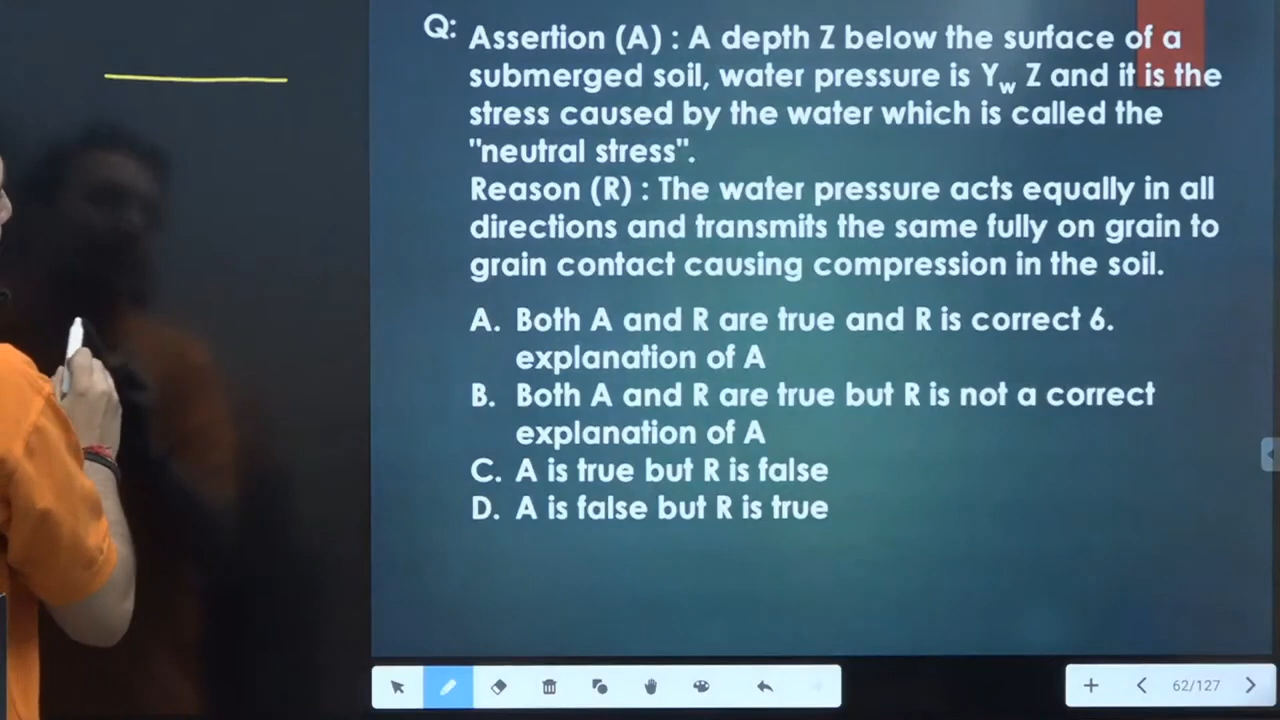 Q: Assertion (A) : A depth Z below the surface of a
submerged soil, water pressure is Yw Z and it is the
stress caused by the water which is called the
"neutral stress".
Reason (R) : The water pressure acts equally in all
directions and transmits the same fully on grain to
grain contact causing compression in the soil.
A. Both A and R are true and R is correct 6.
explanation of A
B. Both A and R are true but R is not a correct
explanation of A
C. A is true but R is false
D. A is false but R is true
62/127